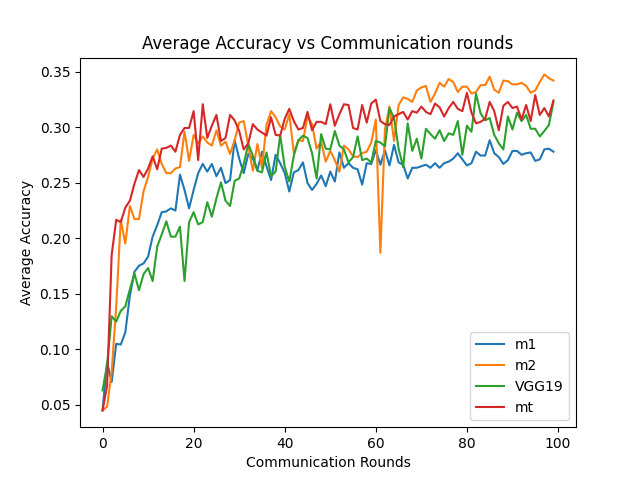 Average Accuracy vs Communication rounds
Average Accuracy
0.35
0.30
0.25
0.20
0.15
0.10
0.05
0
20
40
60
80
100
Communication Rounds
m1
m2
VGG19
mt